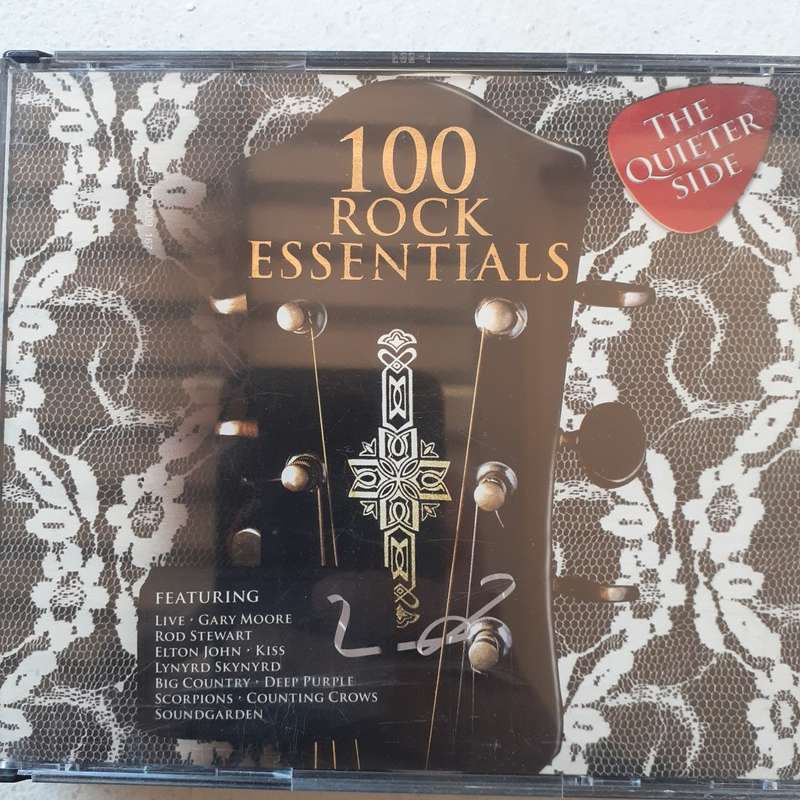 100
ROCK
ESSENTIALS
THE
QUIETER
SIDE
FEATURING
LIVE · GARY MOORE
ROD STEWART
ELTON JOHN · KISS
LYNYRD SKYNYRD
BIG COUNTRY · DEEP PURPLE
SCORPIONS · COUNTING CROWS
SOUNDGARDEN